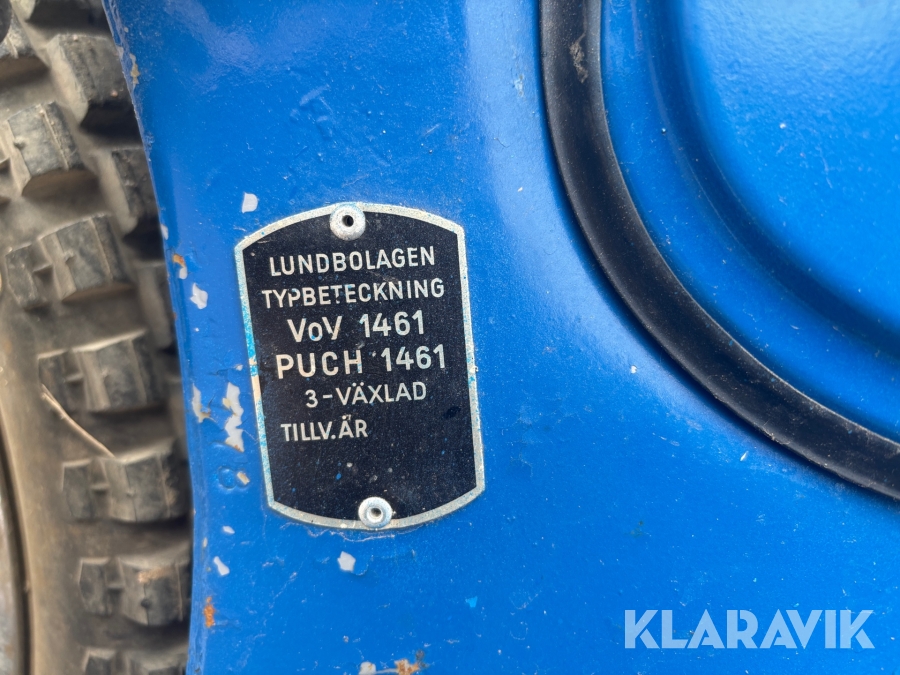 LUNDBOLAGEN
TYPBETECKNING
VoV 1461
PUCH 1461
3-VÄXLAD
TILLV.ÅR
KLARAVIK